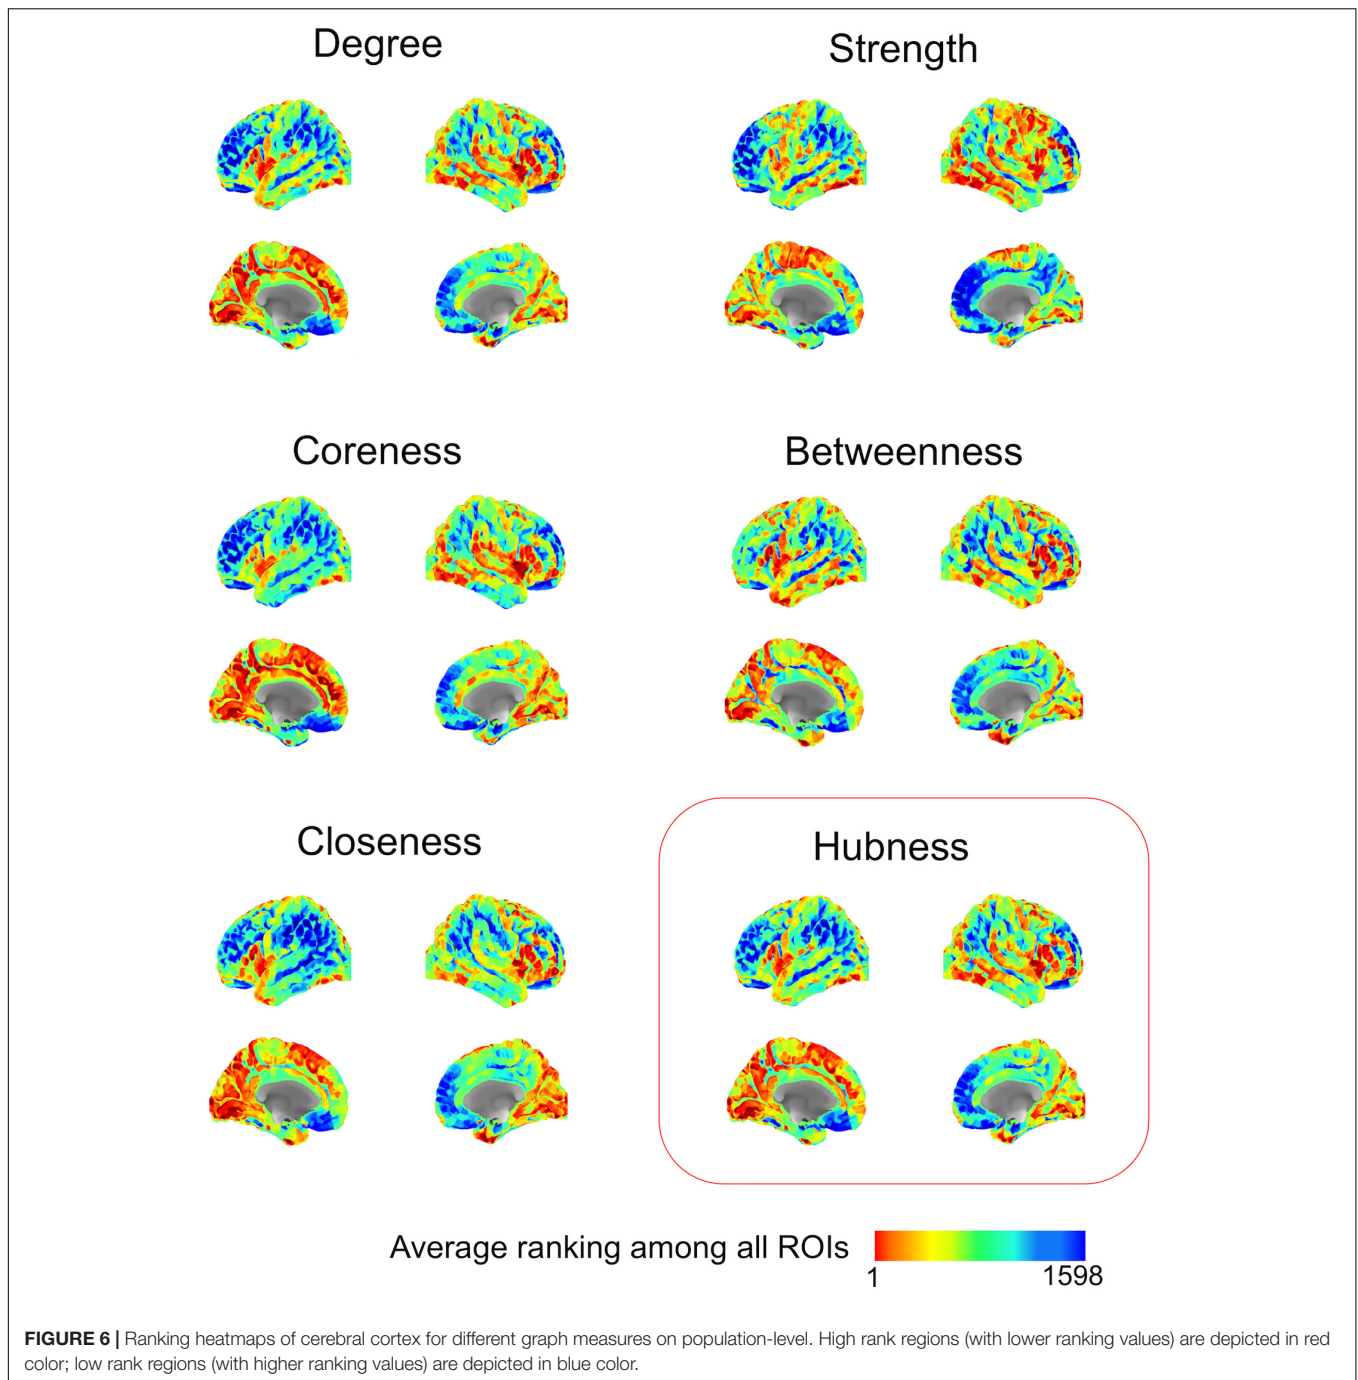 Degree
Strength
Coreness
Betweenness
Closeness
Hubness
Average ranking among all ROIs
1
1598
FIGURE 6 | Ranking heatmaps of cerebral cortex for different graph measures on population-level. High rank regions (with lower ranking values) are depicted in red
color; low rank regions (with higher ranking values) are depicted in blue color.